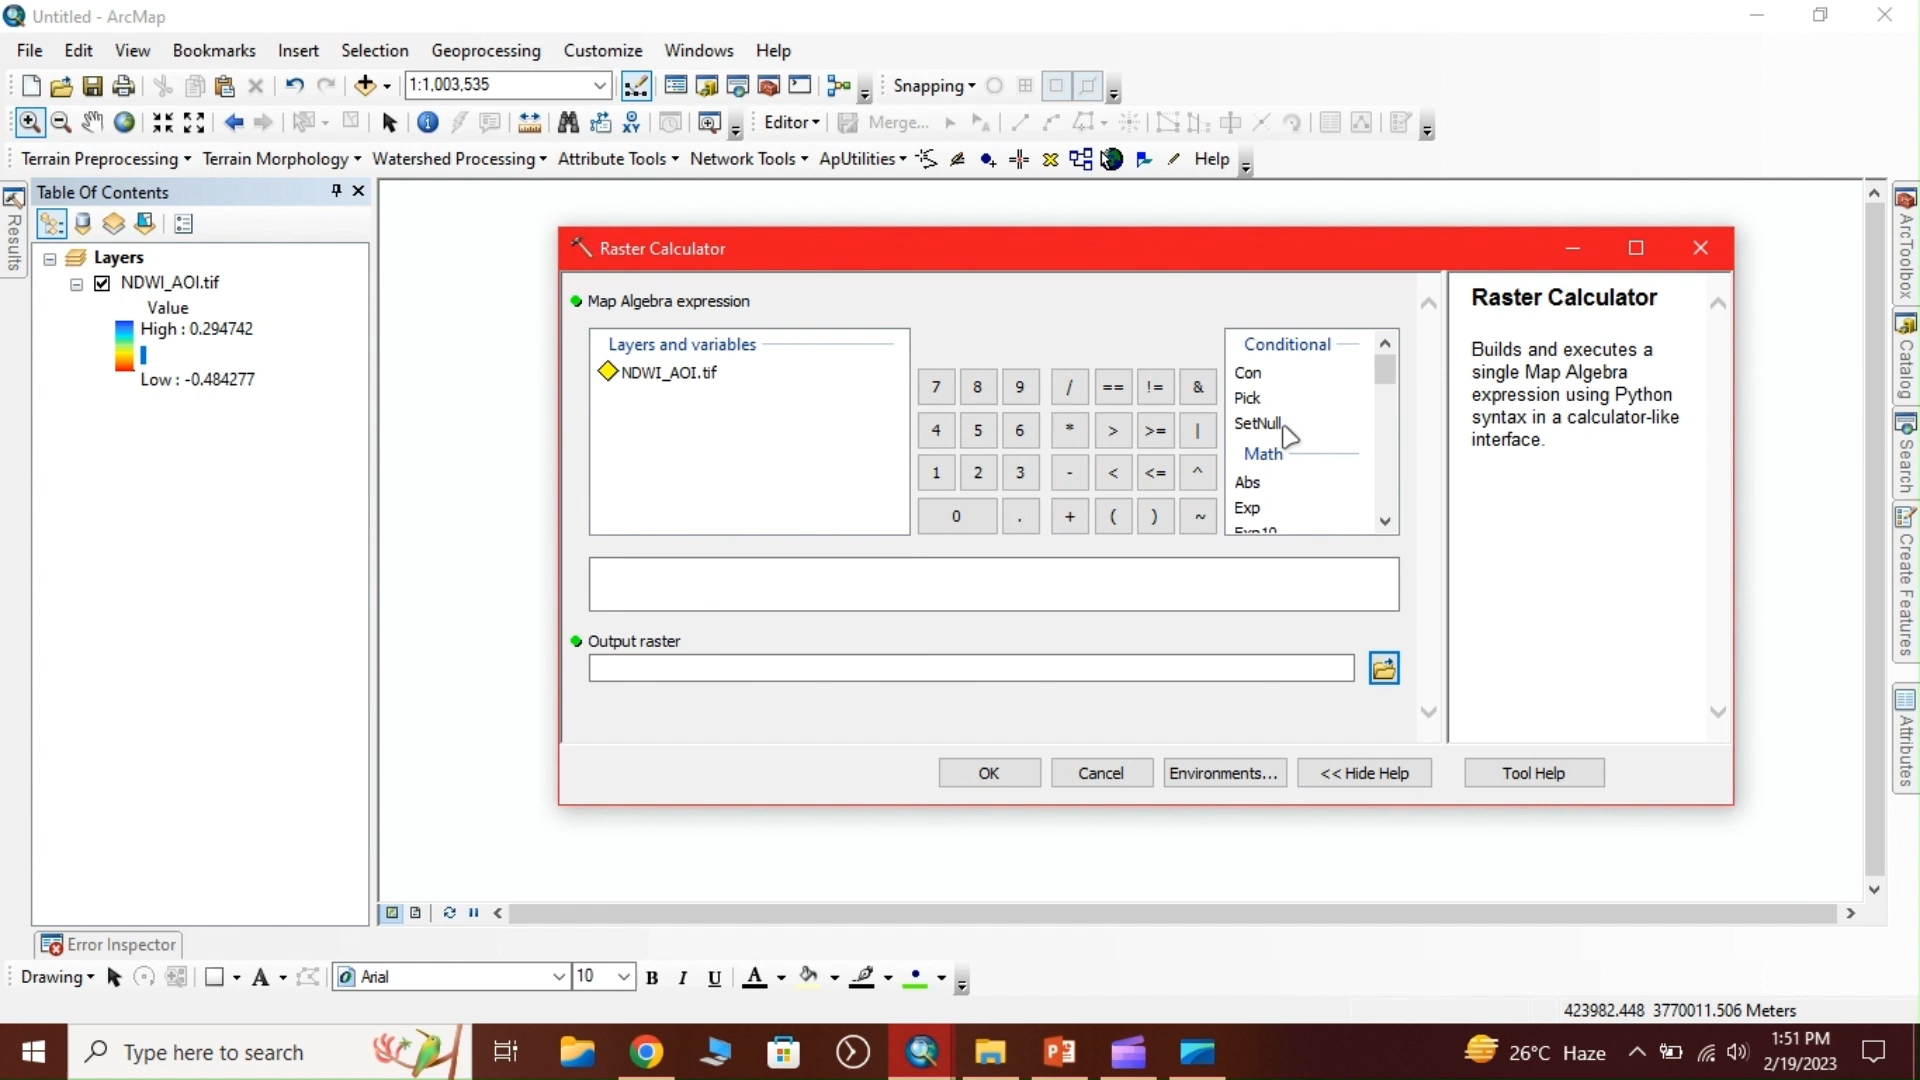 Untitled - ArcMap
File Edit View Bookmarks Insert Selection Geoprocessing Customize Windows Help
1:1,003,535 Snapping
Editor Merge...
Terrain Preprocessing Terrain Morphology Watershed Processing Attribute Tools Network Tools ApUtilities Help
Results
Table Of Contents
Layers
NDWI_AOI.tif
Value
High : 0.294742
Low : -0.484277
Raster Calculator
Map Algebra expression
Layers and variables
NDWI_AOI.tif
7 8 9 / == != &
4 5 6 * > >= |
1 2 3 - < <= ^
0 . + ( ) ~
Conditional
Con
Pick
SetNull
Math
Abs
Exp
Exp10
Output raster
OK Cancel Environments... << Hide Help Tool Help
Raster Calculator
Builds and executes a
single Map Algebra
expression using Python
syntax in a calculator-like
interface.
ArcToolbox
Catalog
Search
Create Features
Attributes
Error Inspector
Drawing A Arial 10 B I U A
423982.448 3770011.506 Meters
Type here to search
26°C Haze
1:51 PM
2/19/2023